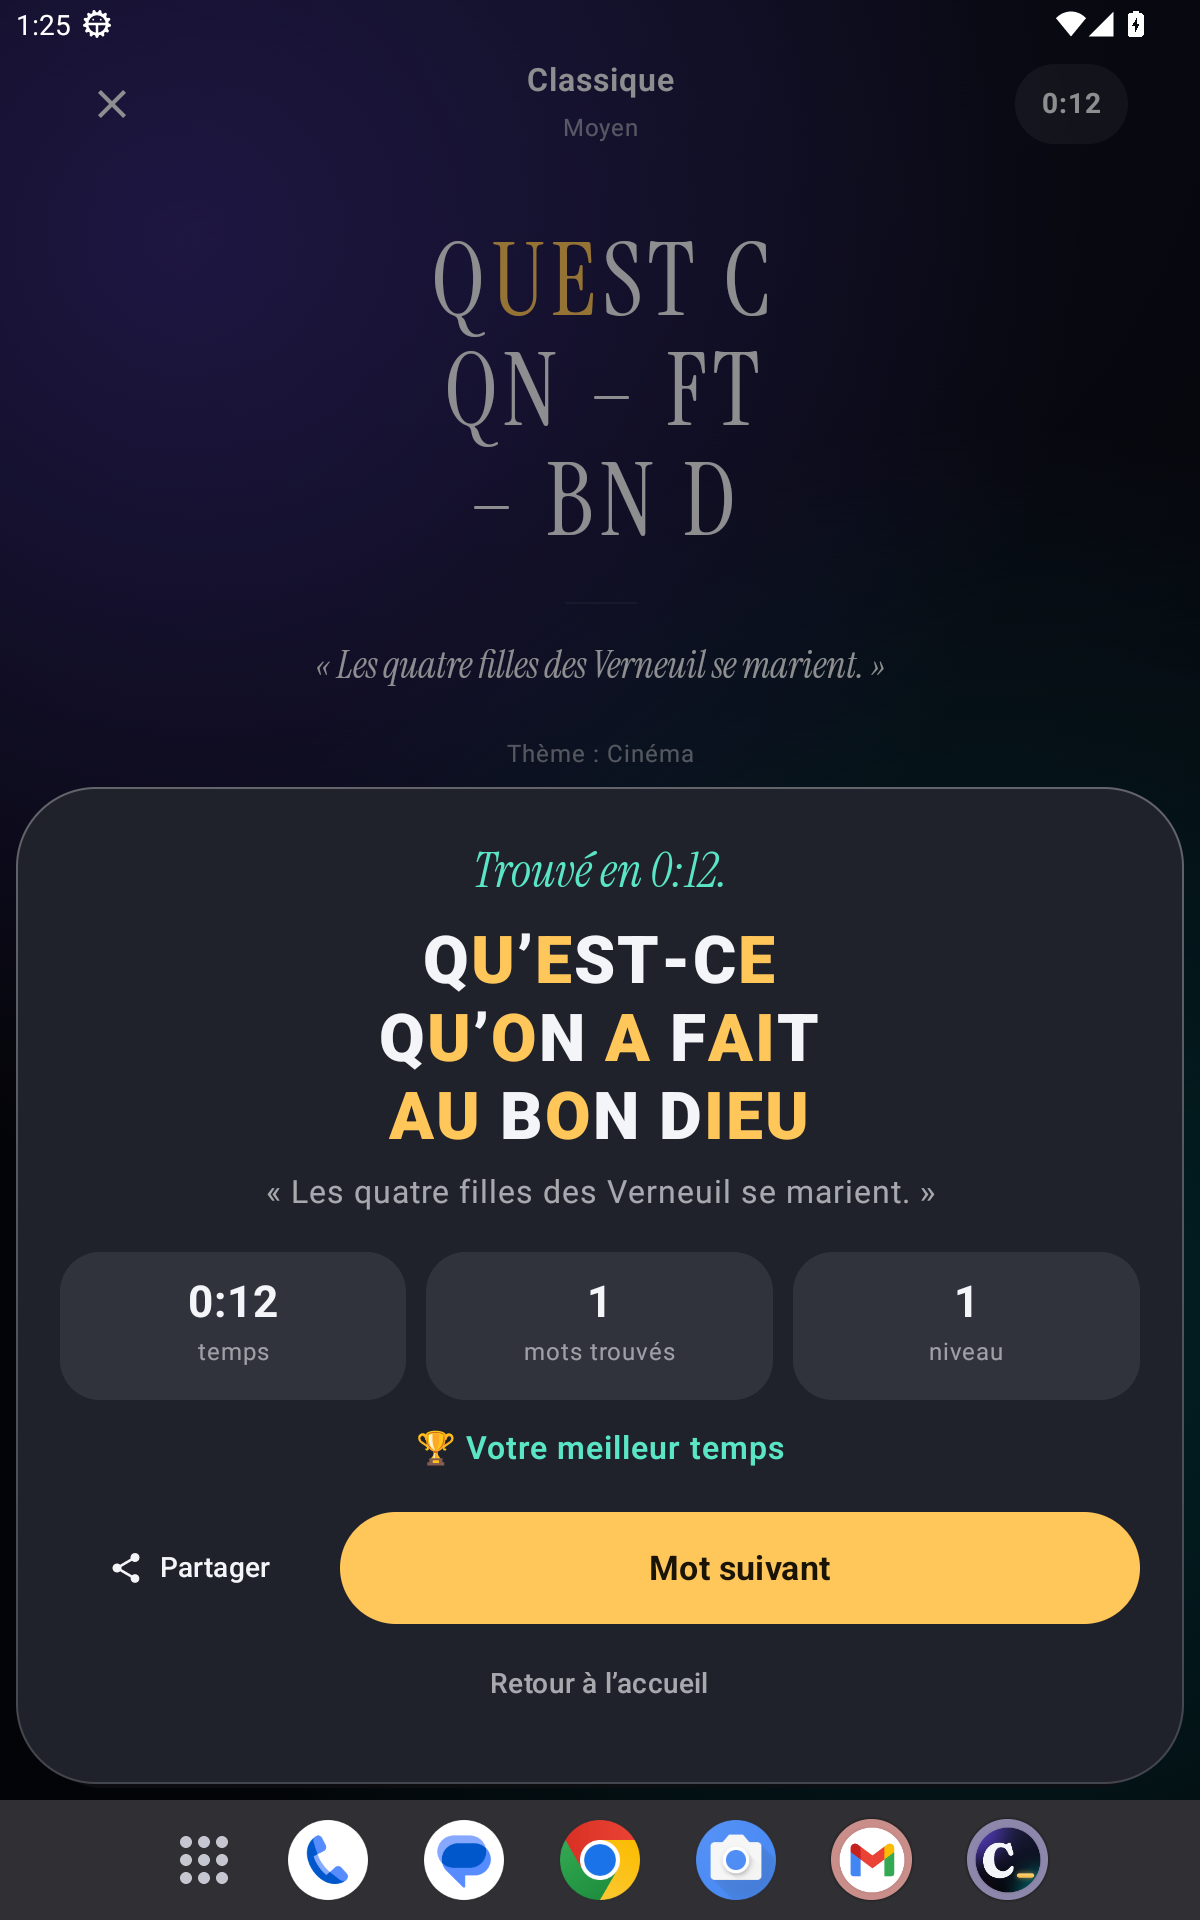 1:25
Classique
Moyen
0:12
QUEST C
QN – FT
– BN D
« Les quatre filles des Verneuil se marient. »
Thème : Cinéma
Trouvé en 0:12.
QU’EST-CE
QU’ON A FAIT
AU BON DIEU
« Les quatre filles des Verneuil se marient. »
0:12
temps
1
mots trouvés
1
niveau
🏆 Votre meilleur temps
Partager
Mot suivant
Retour à l’accueil
C_